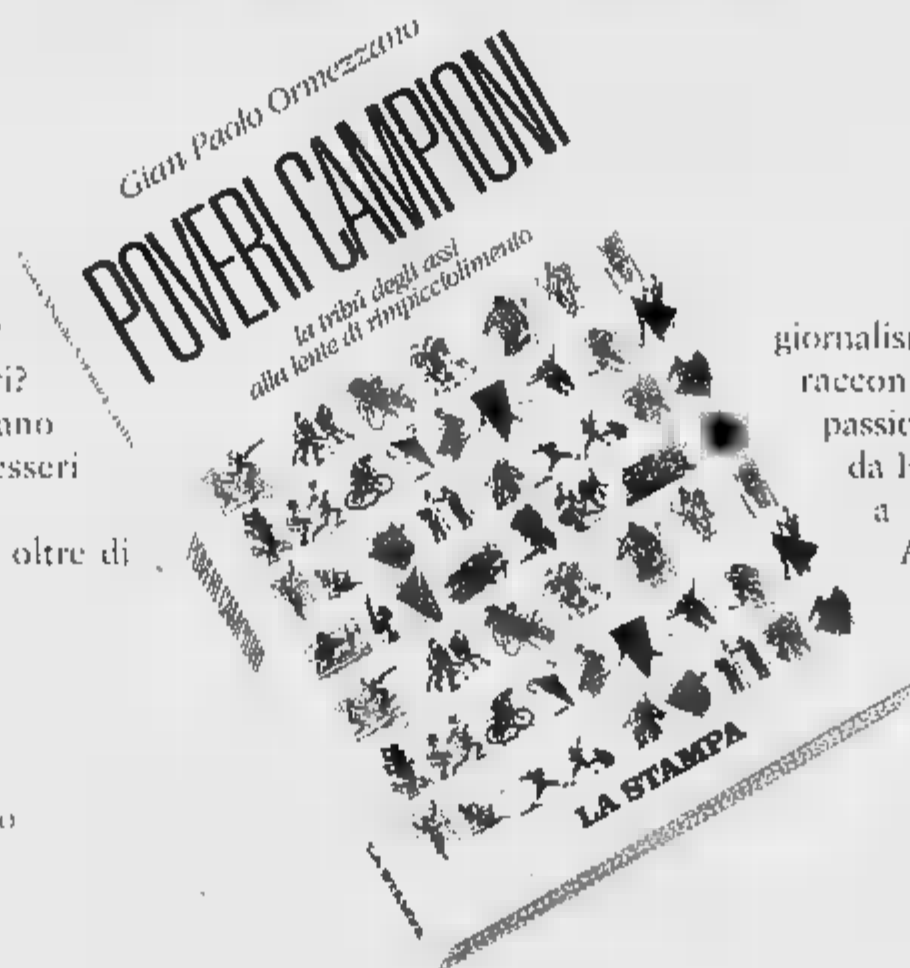 Gian Paolo Ormezzano
POVERI CAMPIONI
la tribù degli assi
alla lente di rimpicciolimento
LA STAMPA
ri?
ano
esseri
oltre di
giornalism
raccon
passio
da
a